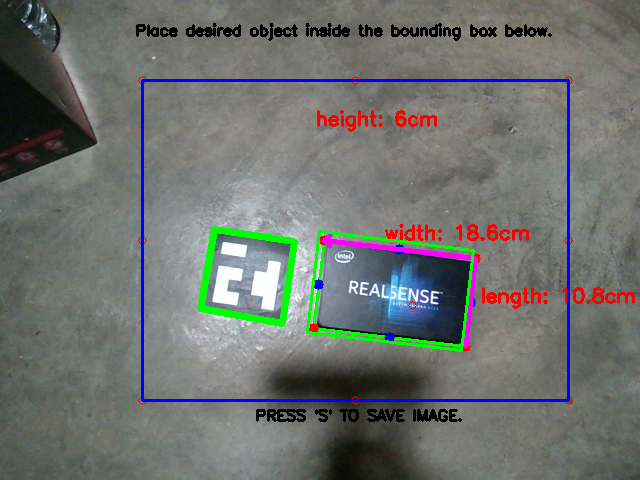 Place desired object inside the bounding box below.
height: 6cm
width: 18.6cm
intel
REALSENSE
length: 10.8cm
PRESS 'S' TO SAVE IMAGE.